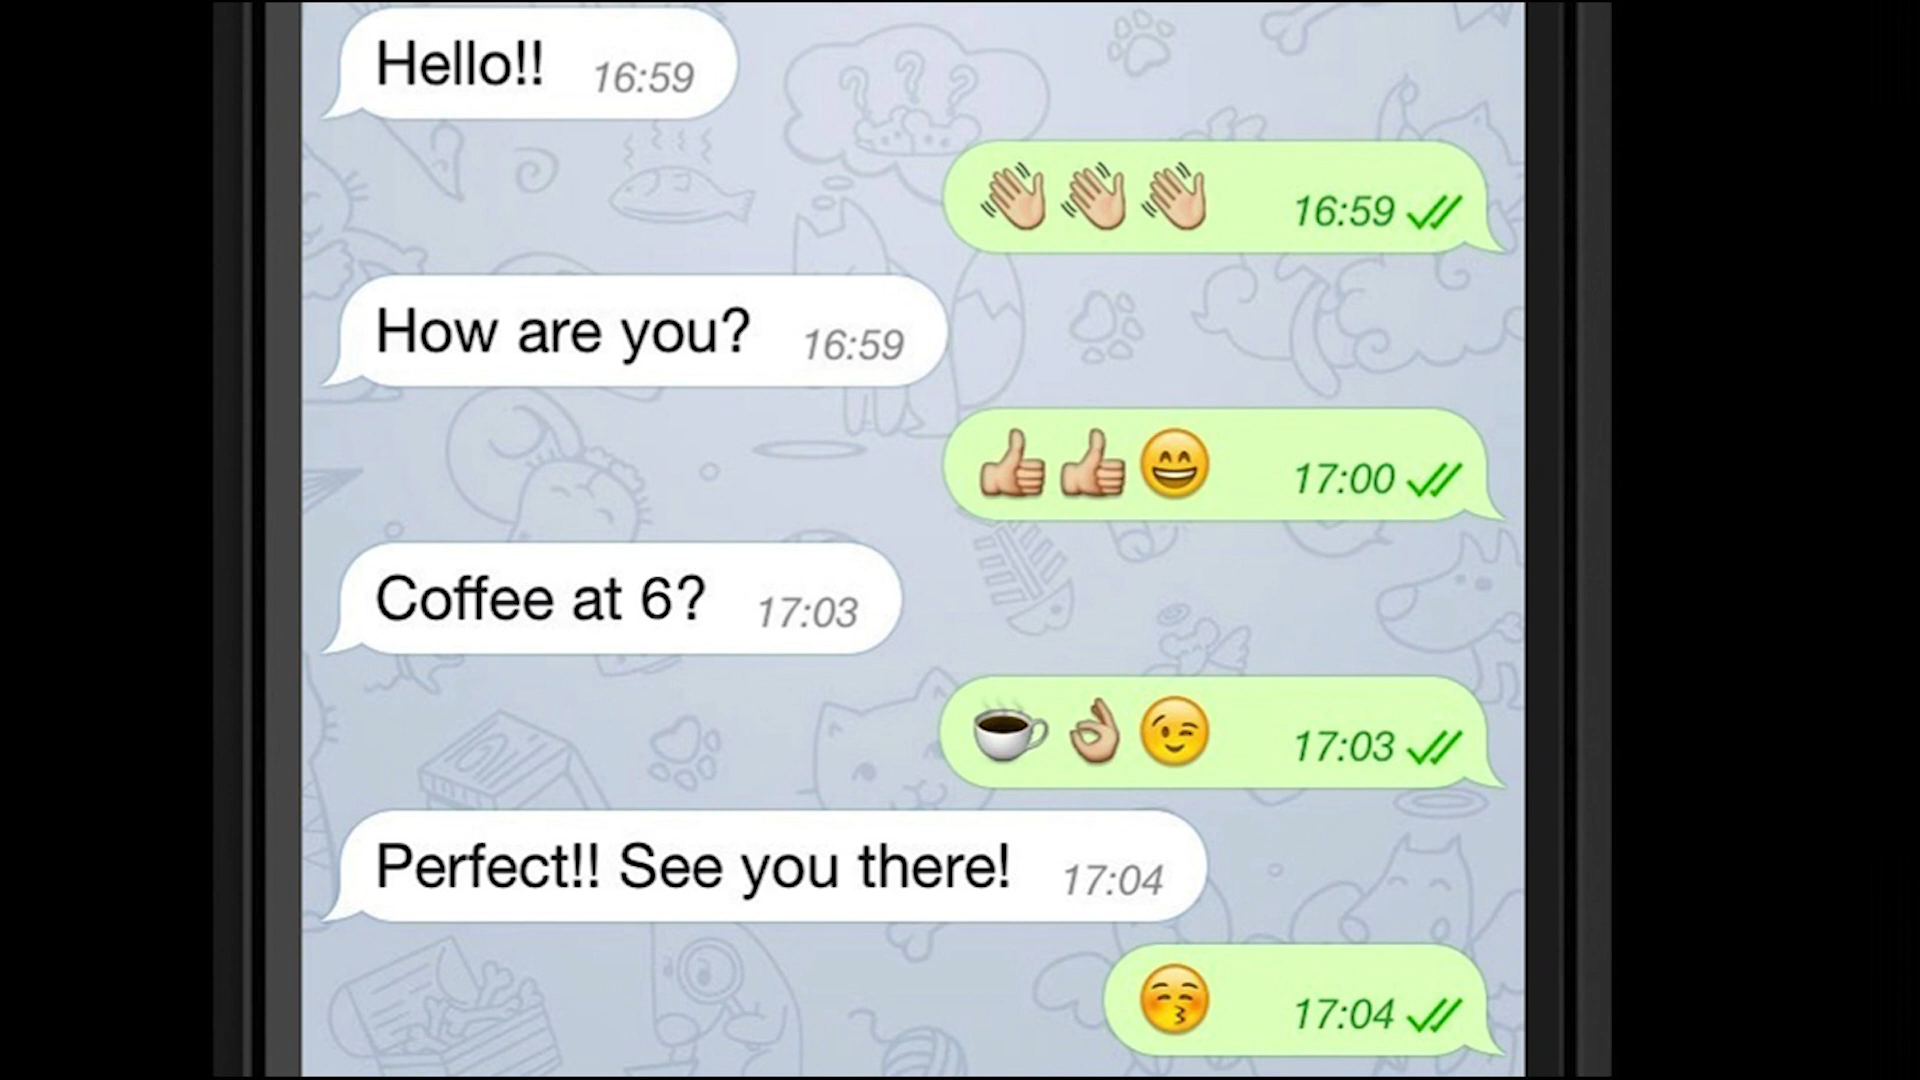 Hello!! 16:59
👋👋👋 16:59
How are you? 16:59
👍👍😄 17:00
Coffee at 6? 17:03
☕👌😉 17:03
Perfect!! See you there! 17:04
😚 17:04